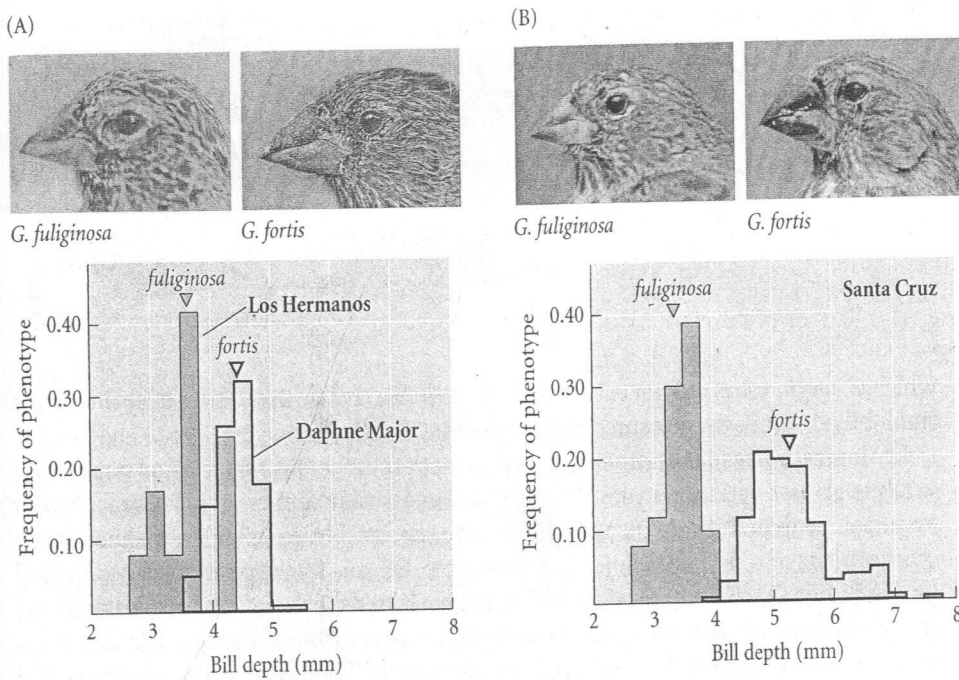 (A)
G. fuliginosa
G. fortis
fuliginosa
Los Hermanos
fortis
Daphne Major
Frequency of phenotype
0.40
0.30
0.20
0.10
2 3 4 5 6 7 8
Bill depth (mm)
(B)
G. fuliginosa
G. fortis
fuliginosa
Santa Cruz
fortis
Frequency of phenotype
0.40
0.30
0.20
0.10
2 3 4 5 6 7 8
Bill depth (mm)